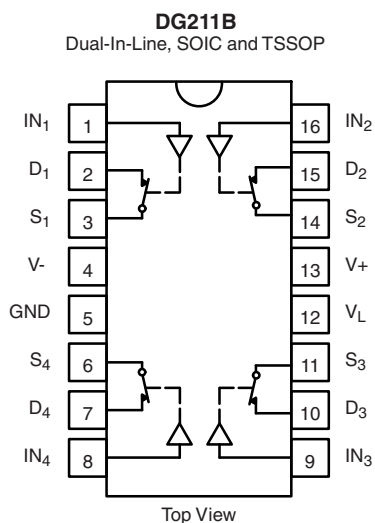 DG211B
Dual-In-Line, SOIC and TSSOP
IN₁ 1 16 IN₂
D₁ 2 15 D₂
S₁ 3 14 S₂
V- 4 13 V+
GND 5 12 V_L
S₄ 6 11 S₃
D₄ 7 10 D₃
IN₄ 8 9 IN₃
Top View